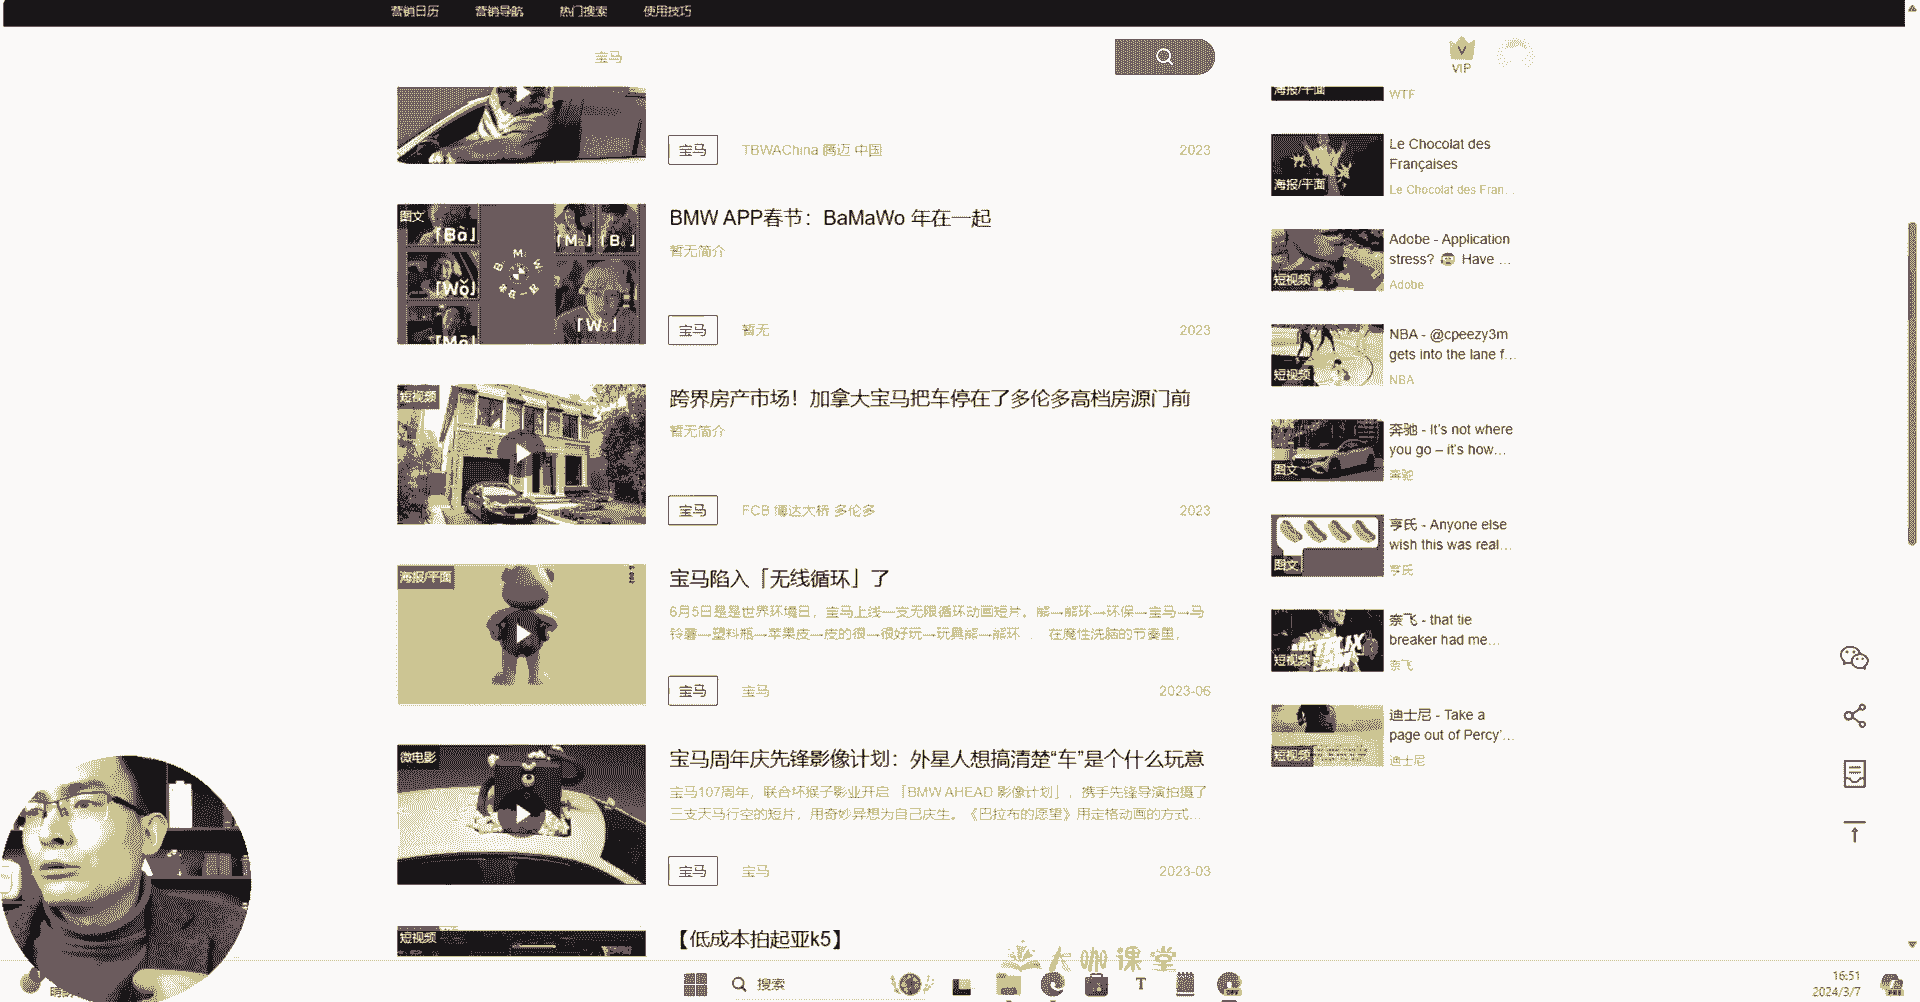 营销日历 营销导航 热门搜索 使用技巧
宝马
VIP
宝马 TBWAChina 腾迈 中国 2023
图文
「Bà」
「Wǒ」
BMW APP春节：BaMaWo 年在一起
暂无简介
宝马 暂无 2023
短视频
跨界房产市场！加拿大宝马把车停在了多伦多高档房源门前
暂无简介
宝马 FCB 博达大桥 多伦多 2023
海报/平面
宝马陷入「无线循环」了
6月5日是是世界环境日，宝马上线一支无限循环动画短片。熊→熊环→环保→宝马→马
铃薯→塑料瓶→苹果皮→皮的很→很好玩→玩具熊→熊环 ． 在魔性洗脑的节奏里，
宝马 宝马 2023-06
微电影
宝马周年庆先锋影像计划：外星人想搞清楚“车”是个什么玩意
宝马107周年，联合坏猴子影业开启「BMW AHEAD 影像计划」，携手先锋导演拍摄了
三支天马行空的短片，用奇妙异想为自己庆生。《巴拉布的愿望》用定格动画的方式...
宝马 宝马 2023-03
短视频
【低成本拍起亚k5】
海报/平面
WTF
海报/平面
Le Chocolat des
Françaises
Le Chocolat des Fran...
短视频
Adobe - Application
stress? Have ...
Adobe
短视频
NBA - @cpeezy3m
gets into the lane f...
NBA
图文
奔驰 - It's not where
you go – it's how...
奔驰
图文
亨氏 - Anyone else
wish this was real...
亨氏
短视频
奈飞 - that tie
breaker had me...
奈飞
短视频
迪士尼 - Take a
page out of Percy'...
迪士尼
大咖课堂
搜索
16:51
2024/3/7